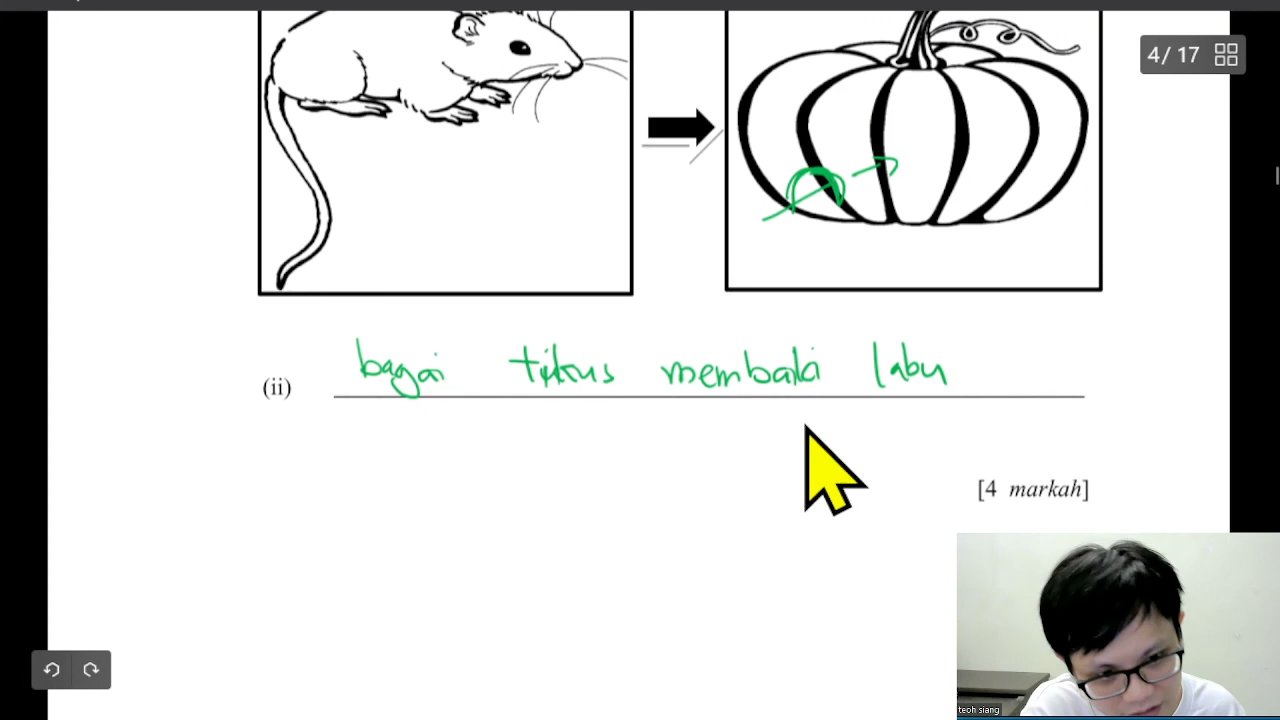 4/ 17
(ii) bagai tikus membaiki labu
[4 markah]
teoh siang